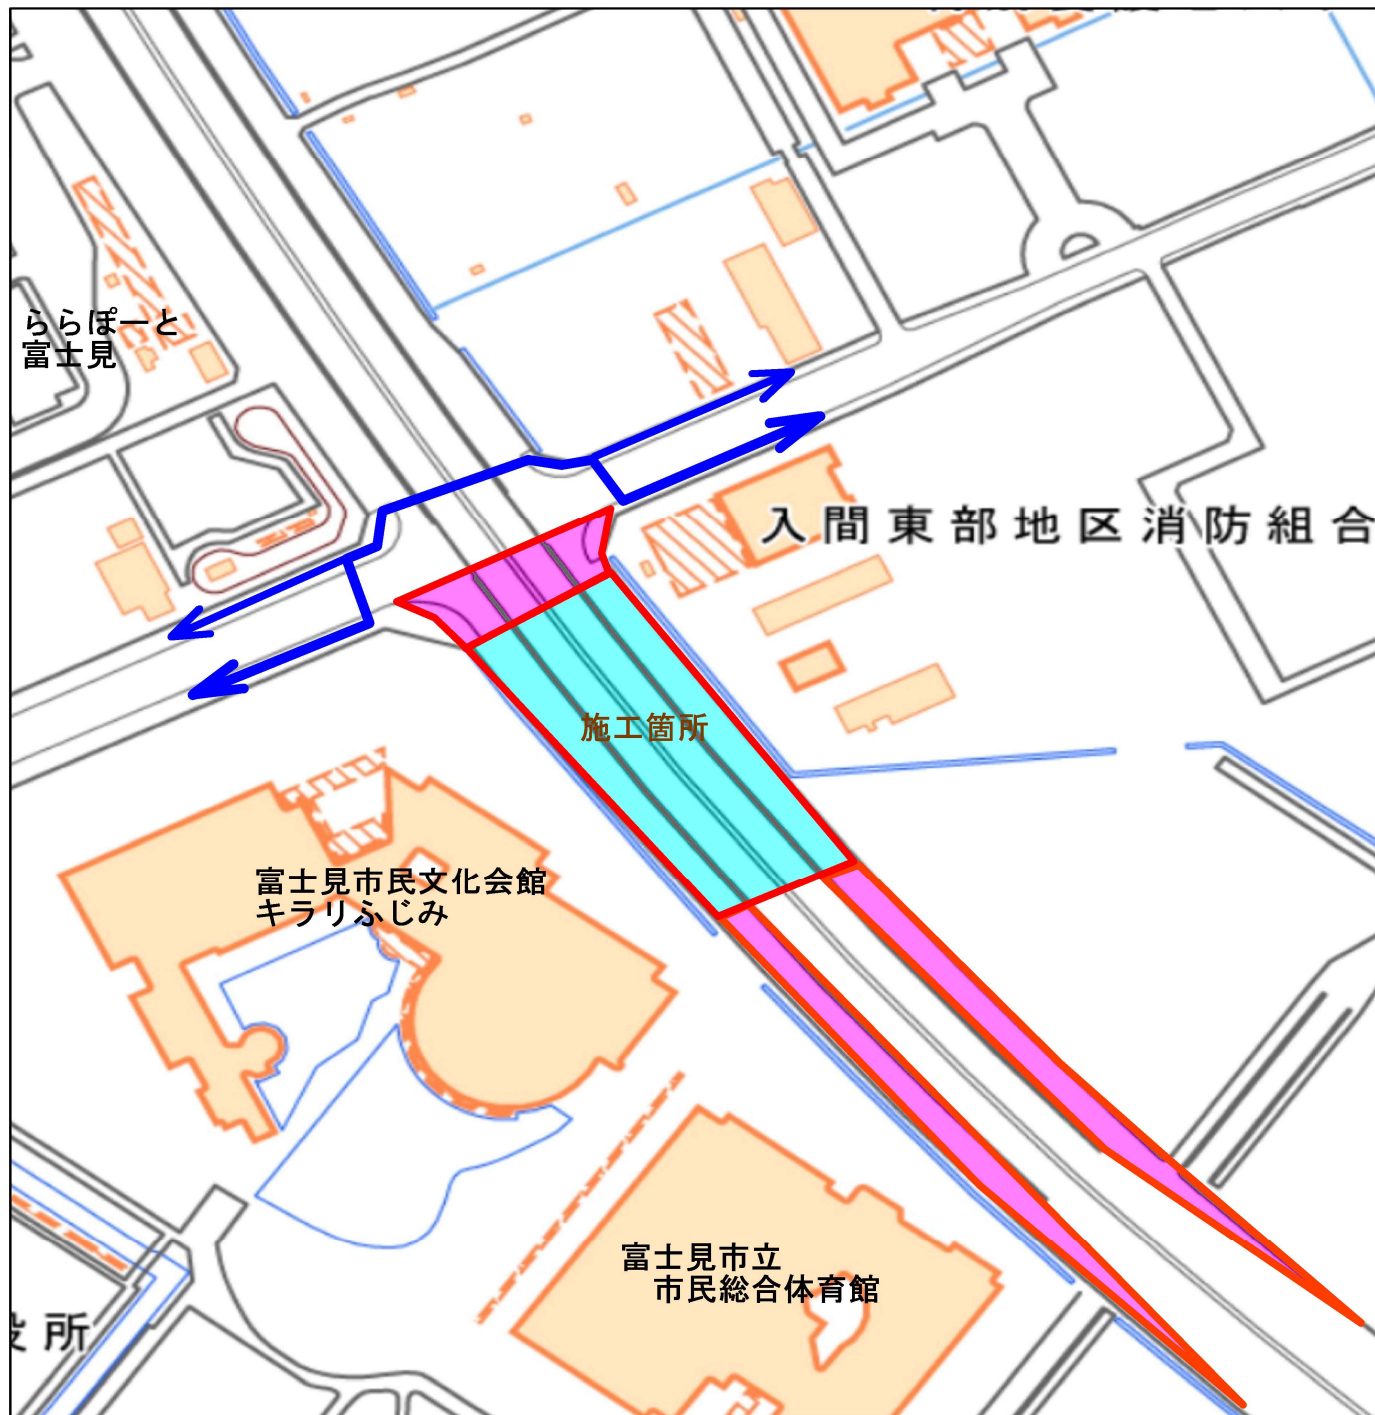 ららぽーと
富士見
入間東部地区消防組合
施工箇所
富士見市民文化会館
キラリふじみ
富士見市立
市民総合体育館
所